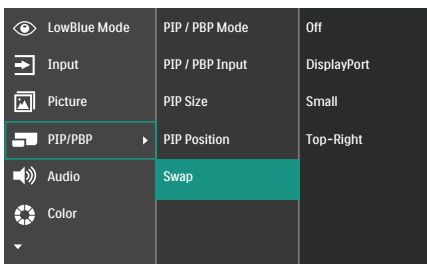 LowBlue Mode
PIP / PBP Mode
Off
Input
PIP / PBP Input
DisplayPort
Picture
PIP Size
Small
PIP/PBP
PIP Position
Top-Right
Audio
Swap
Color